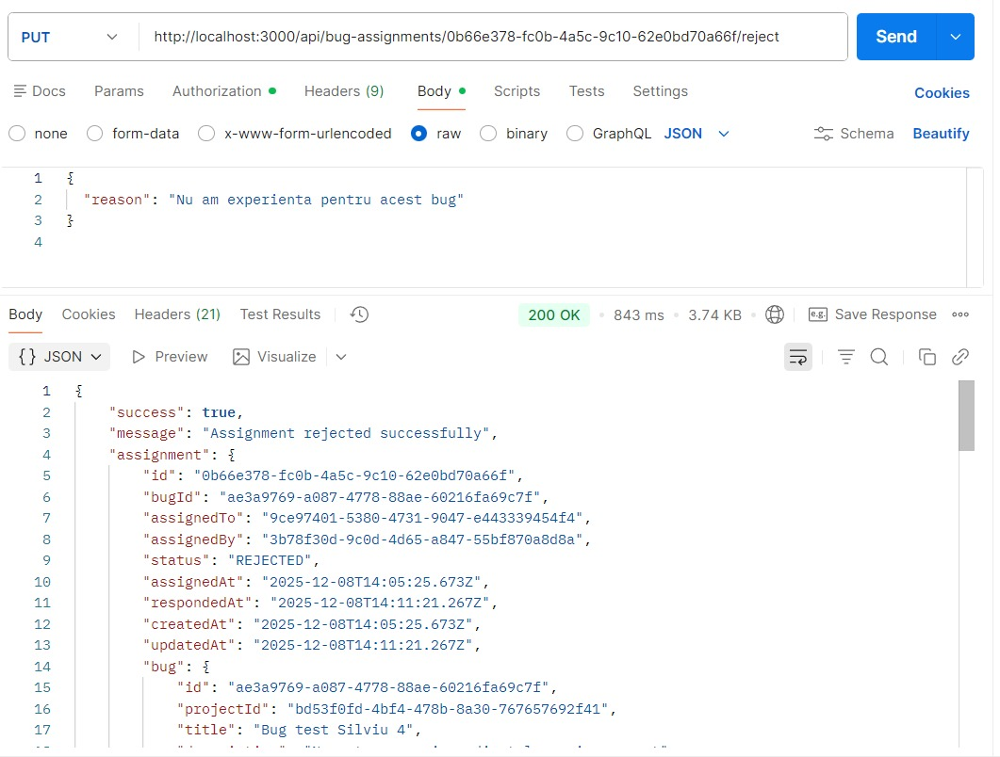 PUT http://localhost:3000/api/bug-assignments/0b66e378-fc0b-4a5c-9c10-62e0bd70a66f/reject Send
Docs Params Authorization Headers (9) Body Scripts Tests Settings Cookies
none form-data x-www-form-urlencoded raw binary GraphQL JSON Schema Beautify
1 {
2 "reason": "Nu am experienta pentru acest bug"
3 }
4
Body Cookies Headers (21) Test Results 200 OK 843 ms 3.74 KB e.g. Save Response
{} JSON Preview Visualize
1 {
2 "success": true,
3 "message": "Assignment rejected successfully",
4 "assignment": {
5 "id": "0b66e378-fc0b-4a5c-9c10-62e0bd70a66f",
6 "bugId": "ae3a9769-a087-4778-88ae-60216fa69c7f",
7 "assignedTo": "9ce97401-5380-4731-9047-e443339454f4",
8 "assignedBy": "3b78f30d-9c0d-4d65-a847-55bf870a8d8a",
9 "status": "REJECTED",
10 "assignedAt": "2025-12-08T14:05:25.673Z",
11 "respondedAt": "2025-12-08T14:11:21.267Z",
12 "createdAt": "2025-12-08T14:05:25.673Z",
13 "updatedAt": "2025-12-08T14:11:21.267Z",
14 "bug": {
15 "id": "ae3a9769-a087-4778-88ae-60216fa69c7f",
16 "projectId": "bd53f0fd-4bf4-478b-8a30-767657692f41",
17 "title": "Bug test Silviu 4",